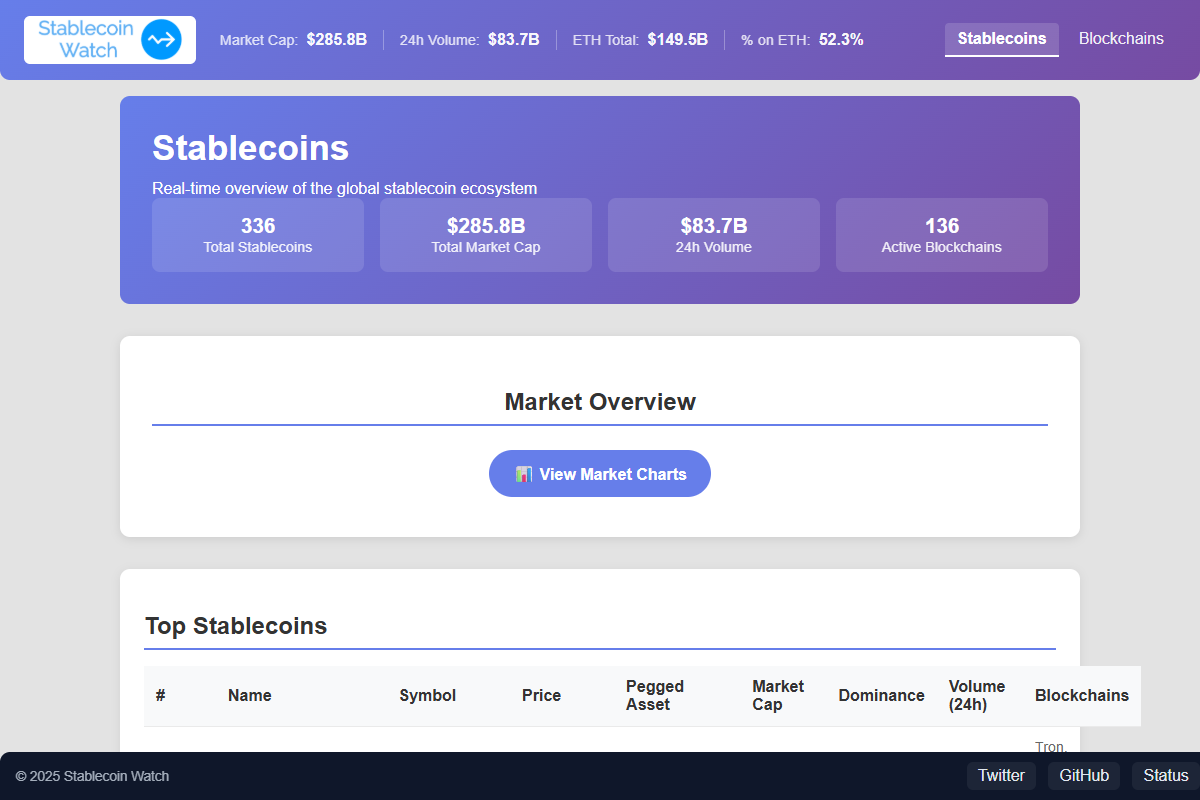 Stablecoin
Watch
Market Cap: $285.8B
24h Volume: $83.7B
ETH Total: $149.5B
% on ETH: 52.3%
Stablecoins
Blockchains
Stablecoins
Real-time overview of the global stablecoin ecosystem
336
Total Stablecoins
$285.8B
Total Market Cap
$83.7B
24h Volume
136
Active Blockchains
Market Overview
View Market Charts
Top Stablecoins
#
Name
Symbol
Price
Pegged
Asset
Market
Cap
Dominance
Volume
(24h)
Blockchains
Tron,
© 2025 Stablecoin Watch
Twitter
GitHub
Status